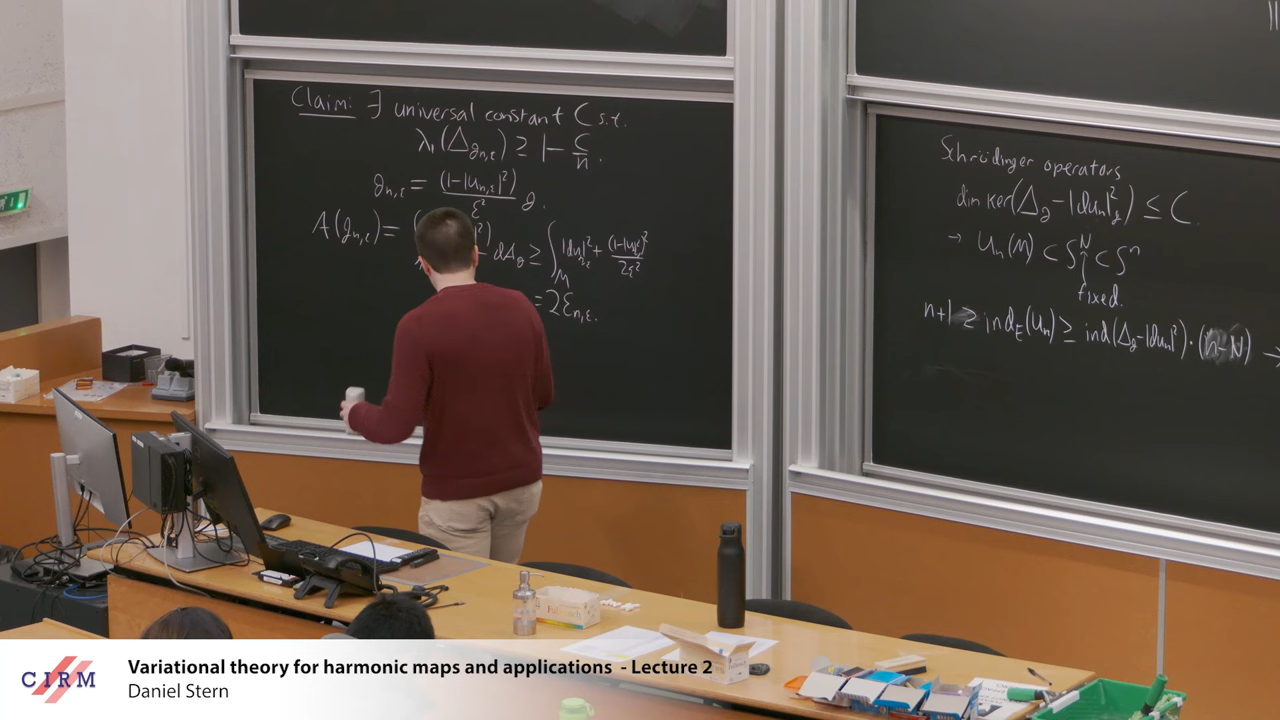 Claim: ∃ universal constant C s.t.
λ₁(Δ_{g_{n,ε}}) ≥ 1 - C/n.
g_{n,ε} = (1-|u_{n,ε}|²)/ε² g.
A(g_{n,ε}) = dA_g ≥ ∫_M |du|² + (1-|u|²)²/2ε²
= 2E_{n,ε}.
Schrödinger operators
dim ker(Δ_g - |du_n|²_g) ≤ C.
→ u_n(M) ⊂ S^N ⊂ S^n
fixed.
n+1 ≥ ind_E(u_n) ≥ ind(Δ_g - |du_n|²)·(n-N) →
CIRM
Variational theory for harmonic maps and applications - Lecture 2
Daniel Stern